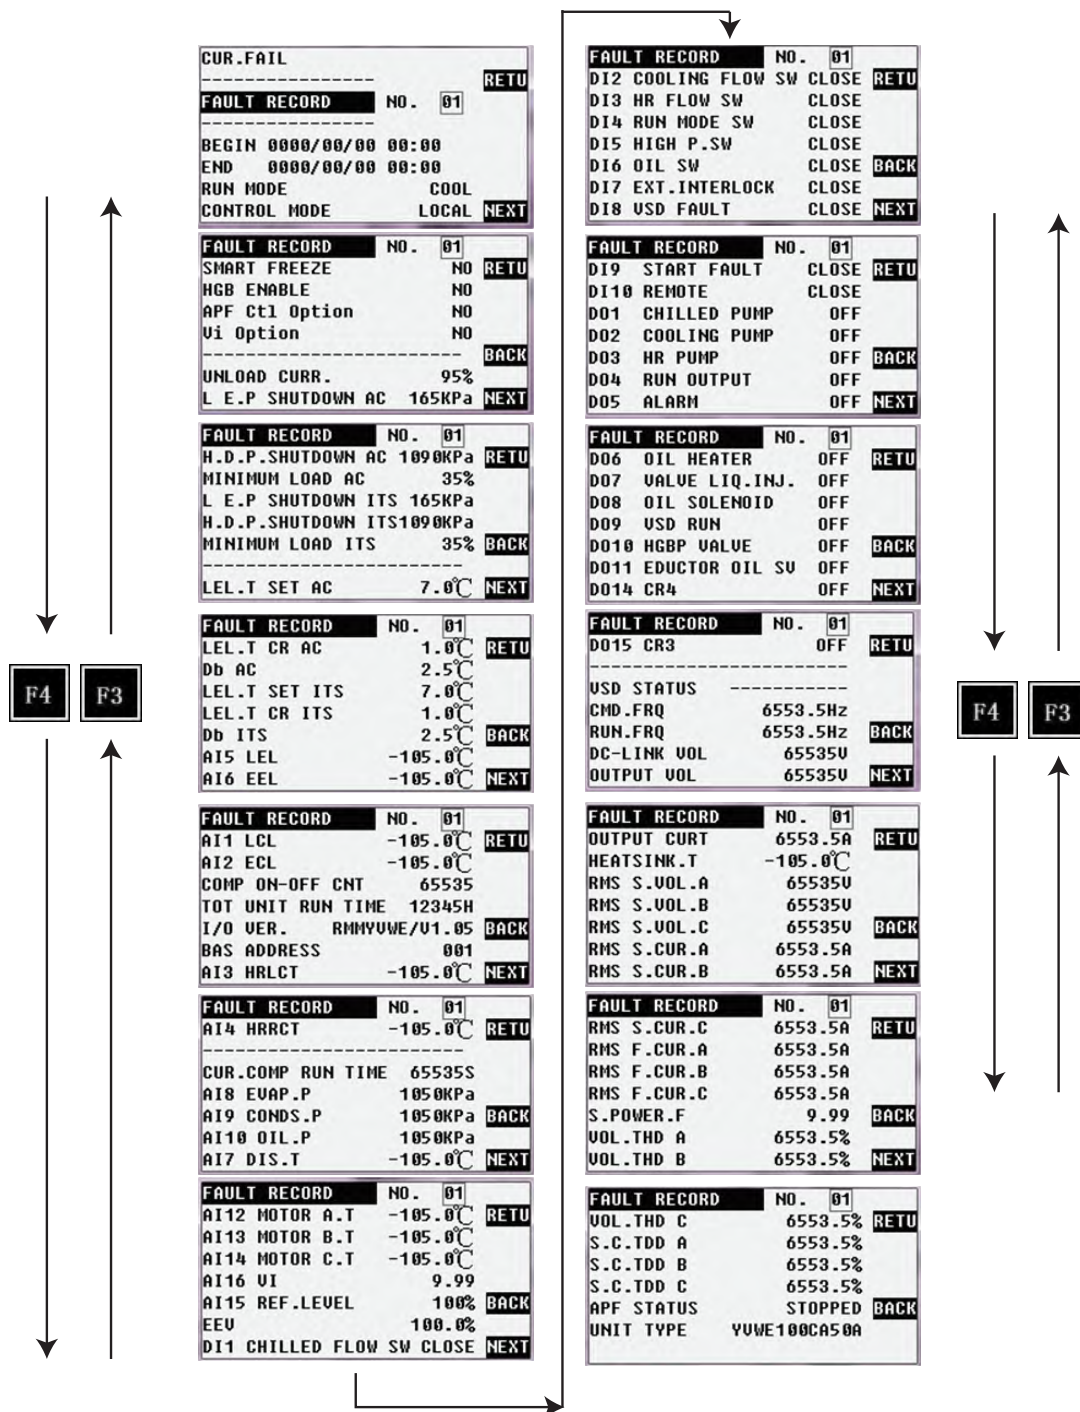 CUR.FAIL
----------------
RETU
FAULT RECORD NO. 01
----------------
BEGIN 0000/00/00 00:00
END 0000/00/00 00:00
RUN MODE COOL
CONTROL MODE LOCAL NEXT
FAULT RECORD NO. 01
SMART FREEZE NO RETU
HGB ENABLE NO
APF Ctl Option NO
Vi Option NO
------------------------ BACK
UNLOAD CURR. 95%
L E.P SHUTDOWN AC 165KPa NEXT
FAULT RECORD NO. 01
H.D.P.SHUTDOWN AC 1090KPa RETU
MINIMUM LOAD AC 35%
L E.P SHUTDOWN ITS 165KPa
H.D.P.SHUTDOWN ITS1090KPa
MINIMUM LOAD ITS 35% BACK
------------------------
LEL.T SET AC 7.0℃ NEXT
FAULT RECORD NO. 01
LEL.T CR AC 1.0℃ RETU
Db AC 2.5℃
LEL.T SET ITS 7.0℃
LEL.T CR ITS 1.0℃
Db ITS 2.5℃ BACK
AI5 LEL -105.0℃
AI6 EEL -105.0℃ NEXT
FAULT RECORD NO. 01
AI1 LCL -105.0℃ RETU
AI2 ECL -105.0℃
COMP ON-OFF CNT 65535
TOT UNIT RUN TIME 12345H
I/O VER. RMMYVWE/V1.05 BACK
BAS ADDRESS 001
AI3 HRLCT -105.0℃ NEXT
FAULT RECORD NO. 01
AI4 HRRCT -105.0℃ RETU
------------------------
CUR.COMP RUN TIME 65535S
AI8 EVAP.P 1050KPa
AI9 CONDS.P 1050KPa BACK
AI10 OIL.P 1050KPa
AI7 DIS.T -105.0℃ NEXT
FAULT RECORD NO. 01
AI12 MOTOR A.T -105.0℃ RETU
AI13 MOTOR B.T -105.0℃
AI14 MOTOR C.T -105.0℃
AI16 VI 9.99
AI15 REF.LEVEL 100% BACK
EEV 100.0%
DI1 CHILLED FLOW SW CLOSE NEXT
F4 F3
FAULT RECORD NO. 01
DI2 COOLING FLOW SW CLOSE RETU
DI3 HR FLOW SW CLOSE
DI4 RUN MODE SW CLOSE
DI5 HIGH P.SW CLOSE
DI6 OIL SW CLOSE BACK
DI7 EXT.INTERLOCK CLOSE
DI8 VSD FAULT CLOSE NEXT
FAULT RECORD NO. 01
DI9 START FAULT CLOSE RETU
DI10 REMOTE CLOSE
DO1 CHILLED PUMP OFF
DO2 COOLING PUMP OFF
DO3 HR PUMP OFF BACK
DO4 RUN OUTPUT OFF
DO5 ALARM OFF NEXT
FAULT RECORD NO. 01
DO6 OIL HEATER OFF RETU
DO7 VALVE LIQ.INJ. OFF
DO8 OIL SOLENOID OFF
DO9 VSD RUN OFF
DO10 HGBP VALVE OFF BACK
DO11 EDUCTOR OIL SV OFF
DO14 CR4 OFF NEXT
FAULT RECORD NO. 01
DO15 CR3 OFF RETU
------------------------
VSD STATUS -----------
CMD.FRQ 6553.5Hz
RUN.FRQ 6553.5Hz BACK
DC-LINK VOL 65535V
OUTPUT VOL 65535V NEXT
FAULT RECORD NO. 01
OUTPUT CURT 6553.5A RETU
HEATSINK.T -105.0℃
RMS S.VOL.A 65535V
RMS S.VOL.B 65535V
RMS S.VOL.C 65535V BACK
RMS S.CUR.A 6553.5A
RMS S.CUR.B 6553.5A NEXT
FAULT RECORD NO. 01
RMS S.CUR.C 6553.5A RETU
RMS F.CUR.A 6553.5A
RMS F.CUR.B 6553.5A
RMS F.CUR.C 6553.5A
S.POWER.F 9.99 BACK
VOL.THD A 6553.5%
VOL.THD B 6553.5% NEXT
FAULT RECORD NO. 01
VOL.THD C 6553.5% RETU
S.C.TDD A 6553.5%
S.C.TDD B 6553.5%
S.C.TDD C 6553.5%
APF STATUS STOPPED BACK
UNIT TYPE YVWE100CA50A
F4 F3